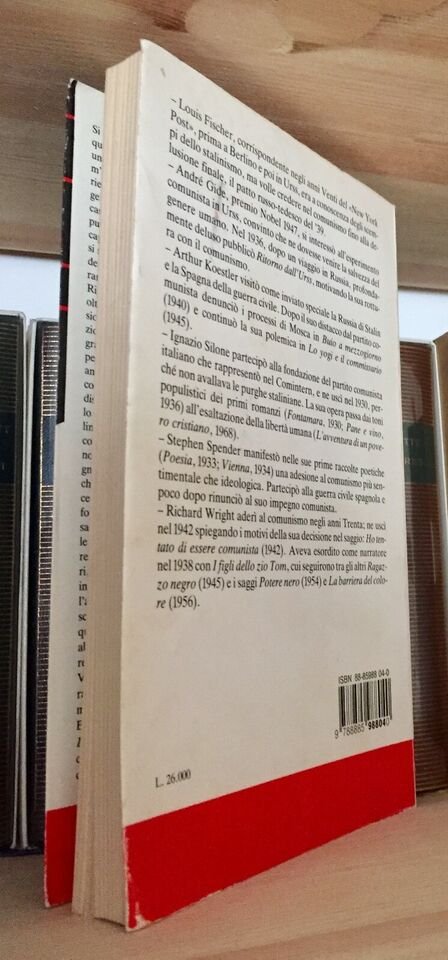 – Louis Fischer, corrispondente negli anni Venti del «New York
Post», prima a Berlino e poi in Urss, era a conoscenza degli scem-
pi dello stalinismo, ma volle credere nel comunismo fino alla de-
lusione finale, il patto russo-tedesco del '39.
– André Gide, premio Nobel 1947, si interessò all'esperimento
comunista in Urss, convinto che ne dovesse venire la salvezza del
genere umano. Nel 1936, dopo un viaggio in Russia, profonda-
mente deluso pubblicò Ritorno dall'Urss, motivando la sua rottu-
ra con il comunismo.
– Arthur Koestler visitò come inviato speciale la Russia di Stalin
e la Spagna della guerra civile. Dopo il suo distacco dal partito co-
munista denunciò i processi di Mosca in Buio a mezzogiorno
(1940) e continuò la sua polemica in Lo yogi e il commissario
(1945).
– Ignazio Silone partecipò alla fondazione del partito comunista
italiano che rappresentò nel Comintern, e ne uscì nel 1930, per-
ché non avallava le purghe staliniane. La sua opera passa dai toni
populistici dei primi romanzi (Fontamara, 1930; Pane e vino,
1936) all'esaltazione della libertà umana (L'avventura di un pove-
ro cristiano, 1968).
– Stephen Spender manifestò nelle sue prime raccolte poetiche
(Poesia, 1933; Vienna, 1934) una adesione al comunismo più sen-
timentale che ideologica. Partecipò alla guerra civile spagnola e
poco dopo rinunciò al suo impegno comunista.
– Richard Wright aderì al comunismo negli anni Trenta; ne uscì
nel 1942 spiegando i motivi della sua decisione nel saggio: Ho ten-
tato di essere comunista (1942). Aveva esordito come narratore
nel 1938 con I figli dello zio Tom, cui seguirono tra gli altri Ragaz-
zo negro (1945) e i saggi Potere nero (1954) e La barriera del colo-
re (1956).
ISBN 88-85988 04-0
9 788885 988040
L. 26.000